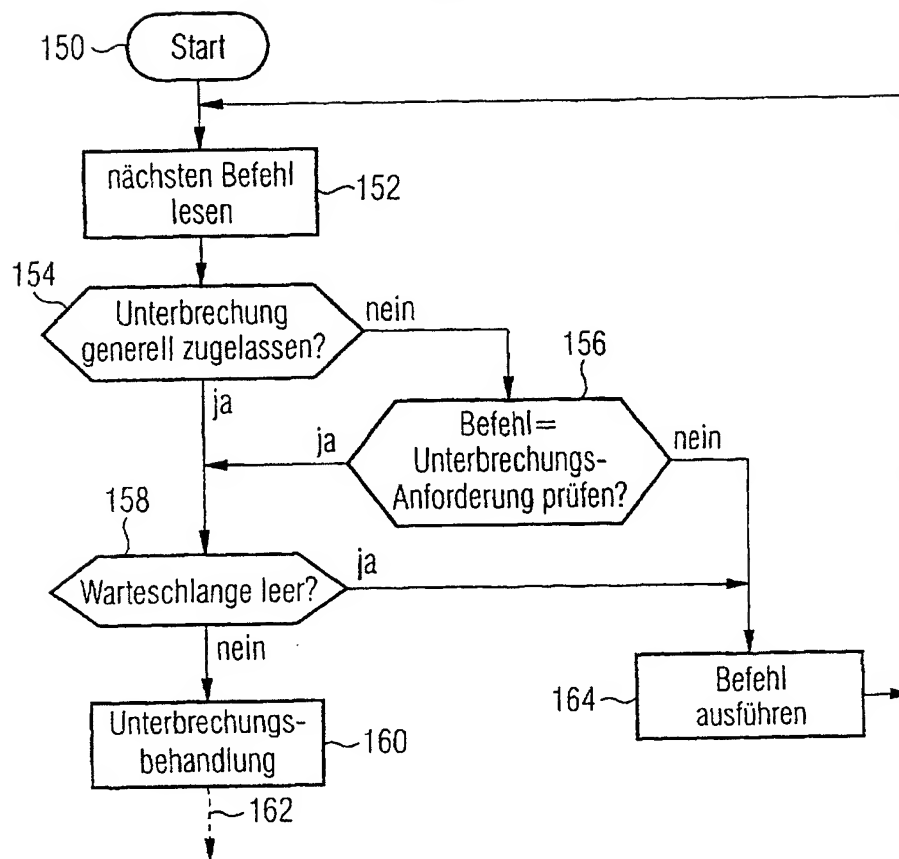 150
Start
nächsten Befehl
lesen
152
154
Unterbrechung
generell zugelassen?
nein
ja
156
Befehl=
Unterbrechungs-
Anforderung prüfen?
ja
nein
158
Warteschlange leer?
ja
nein
Unterbrechungs-
behandlung
160
162
164
Befehl
ausführen